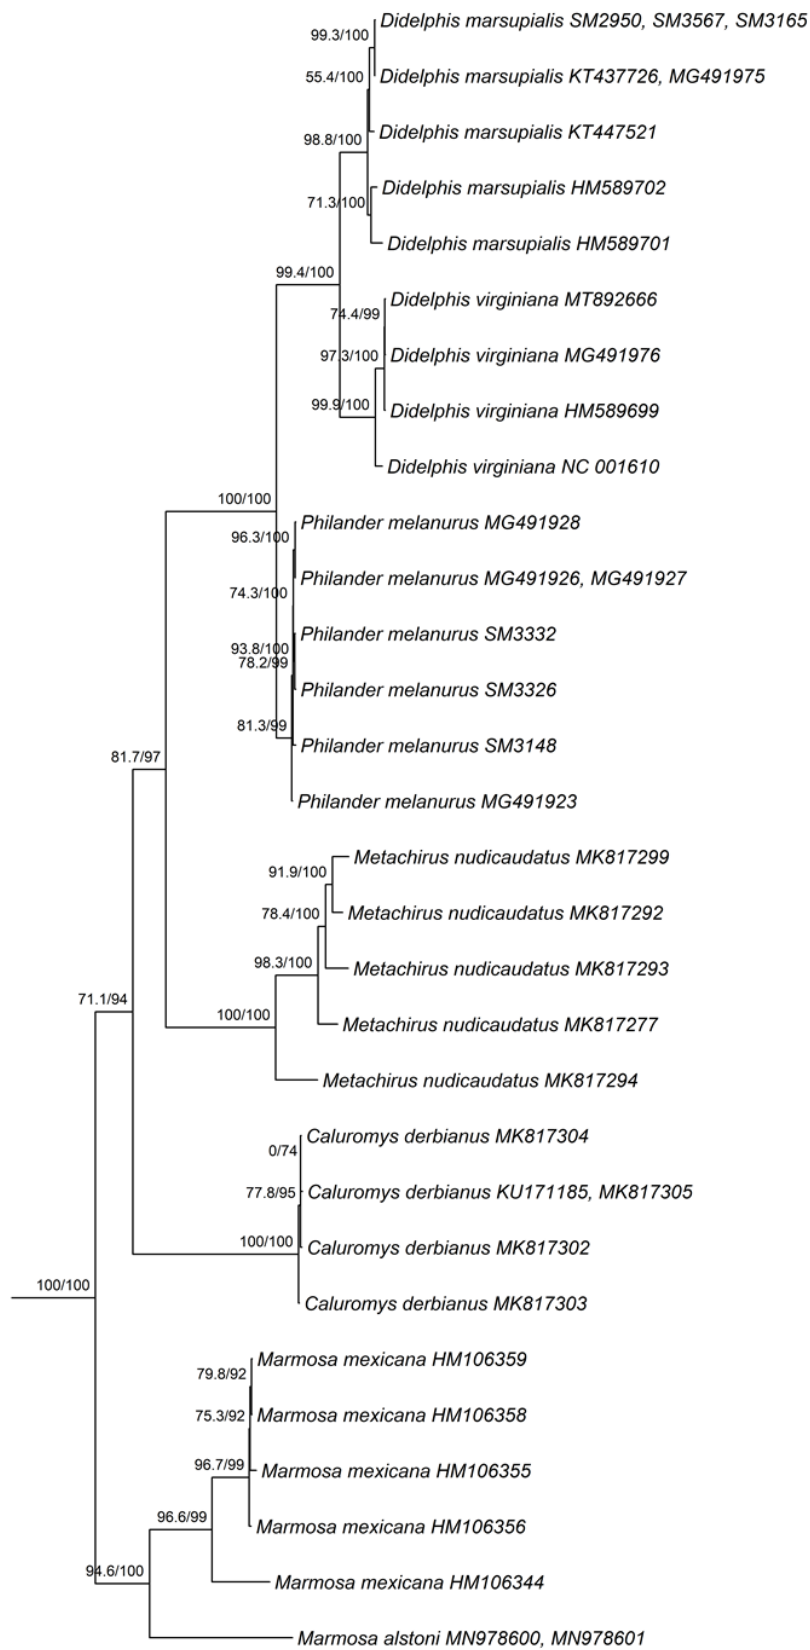 Didelphis marsupialis SM2950, SM3567, SM3165
99.3/100
55.4/100
Didelphis marsupialis KT437726, MG491975
Didelphis marsupialis KT447521
98.8/100
Didelphis marsupialis HM589702
71.3/100
Didelphis marsupialis HM589701
99.4/100
Didelphis virginiana MT892666
74.4/99
97.3/100
Didelphis virginiana MG491976
99.9/100
Didelphis virginiana HM589699
Didelphis virginiana NC 001610
100/100
Philander melanurus MG491928
96.3/100
Philander melanurus MG491926, MG491927
74.3/100
Philander melanurus SM3332
93.8/100
78.2/99
Philander melanurus SM3326
81.3/99
Philander melanurus SM3148
81.7/97
Philander melanurus MG491923
Metachirus nudicaudatus MK817299
91.9/100
78.4/100
Metachirus nudicaudatus MK817292
98.3/100
Metachirus nudicaudatus MK817293
71.1/94
100/100
Metachirus nudicaudatus MK817277
Metachirus nudicaudatus MK817294
Caluromys derbianus MK817304
0/74
77.8/95
Caluromys derbianus KU171185, MK817305
100/100
Caluromys derbianus MK817302
100/100
Caluromys derbianus MK817303
Marmosa mexicana HM106359
79.8/92
75.3/92
Marmosa mexicana HM106358
96.7/99
Marmosa mexicana HM106355
96.6/99
Marmosa mexicana HM106356
94.6/100
Marmosa mexicana HM106344
Marmosa alstoni MN978600, MN978601